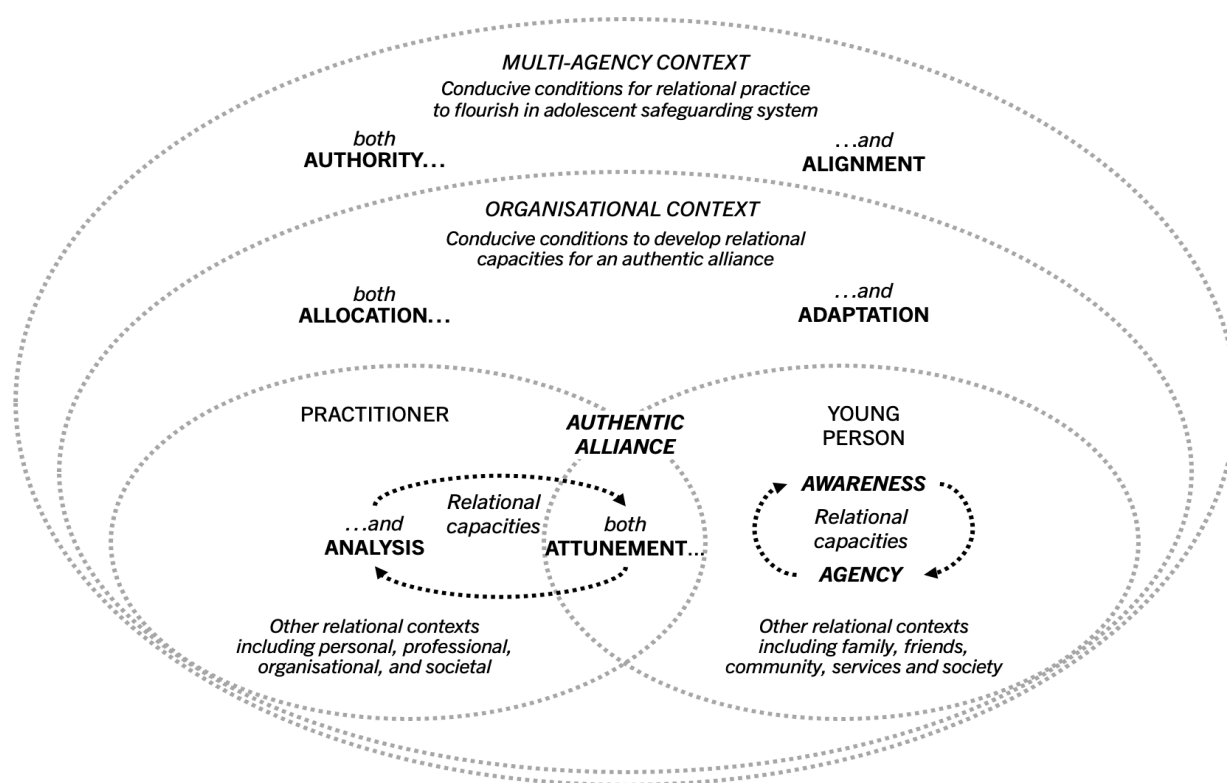 MULTI-AGENCY CONTEXT
Conducive conditions for relational practice
to flourish in adolescent safeguarding system
both
AUTHORITY...
...and
ALIGNMENT
ORGANISATIONAL CONTEXT
Conducive conditions to develop relational
capacities for an authentic alliance
both
ALLOCATION...
...and
ADAPTATION
PRACTITIONER
AUTHENTIC
ALLIANCE
YOUNG
PERSON
...and
ANALYSIS
Relational
capacities
both
ATTUNEMENT...
AWARENESS
Relational
capacities
AGENCY
Other relational contexts
including personal, professional,
organisational, and societal
Other relational contexts
including family, friends,
community, services and society